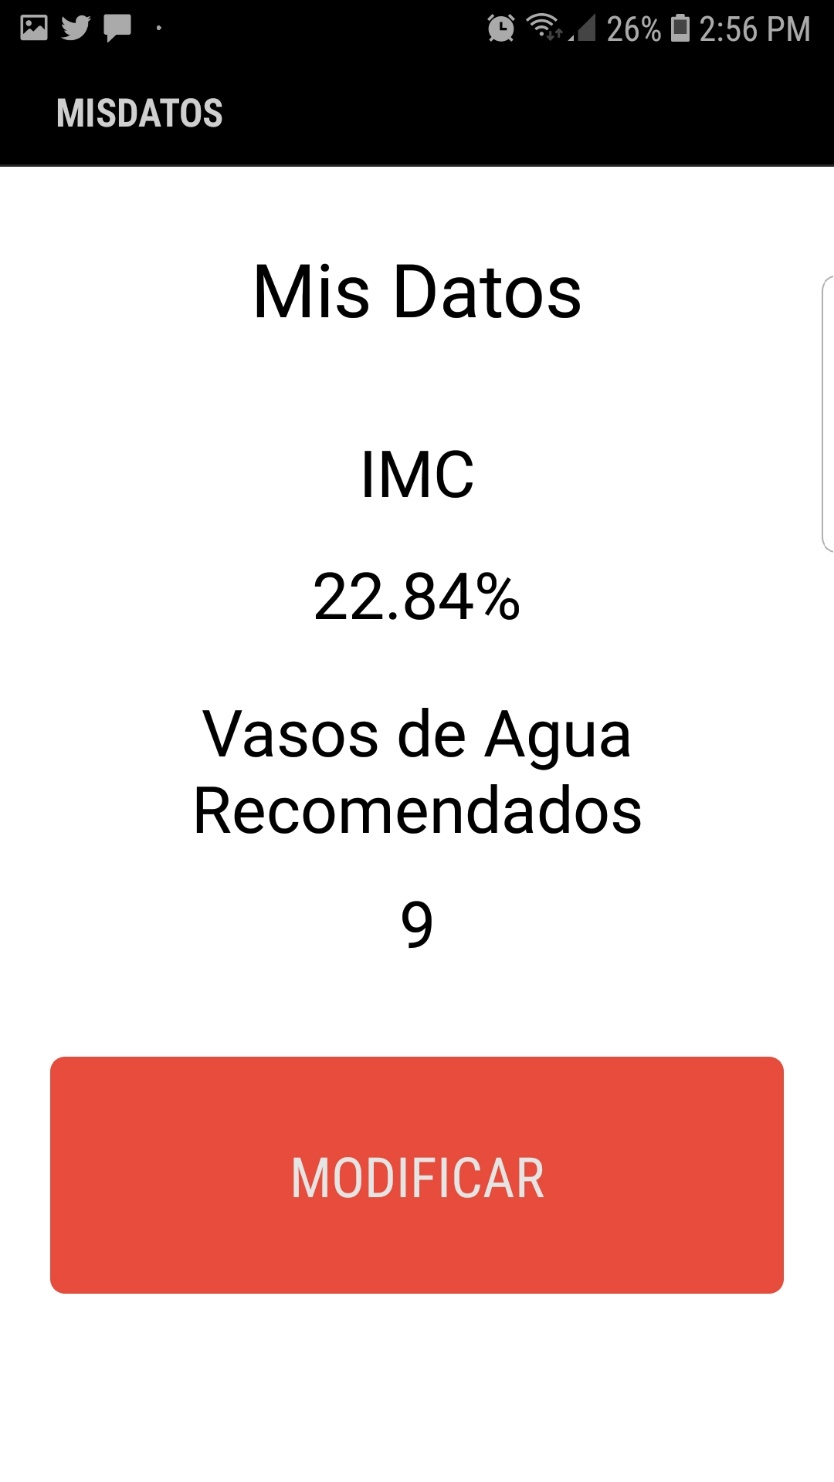 26% 2:56 PM
MISDATOS
Mis Datos
IMC
22.84%
Vasos de Agua
Recomendados
9
MODIFICAR